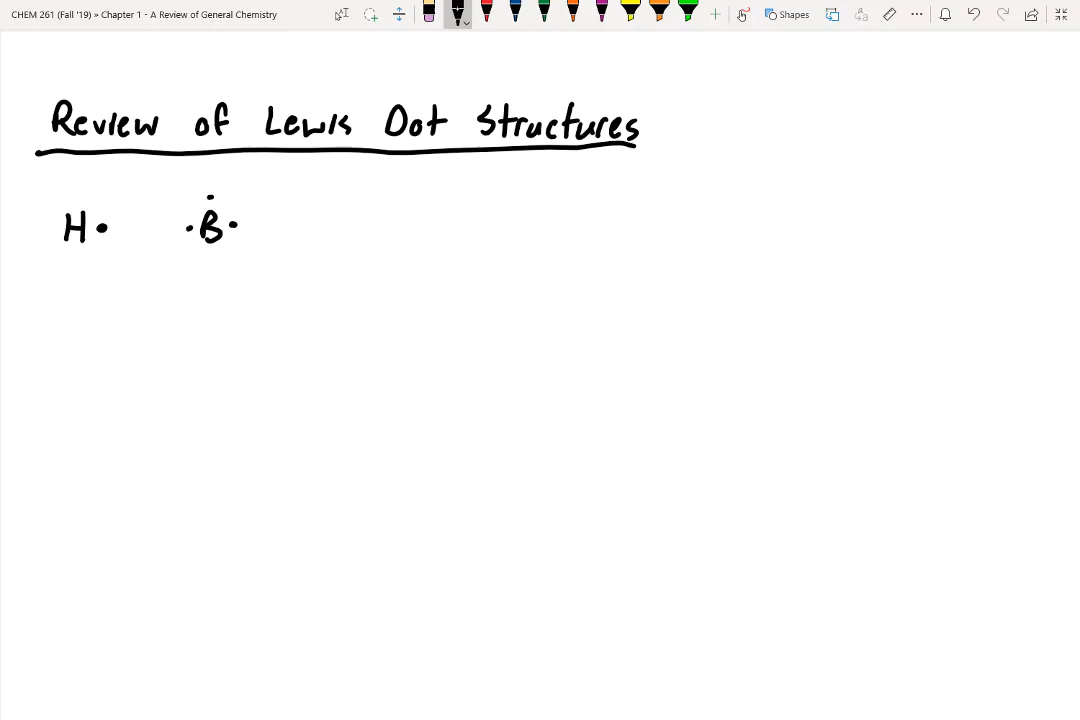 CHEM 261 (Fall '19) » Chapter 1 - A Review of General Chemistry
Shapes
Review of Lewis Dot Structures
H• ·Ḃ·